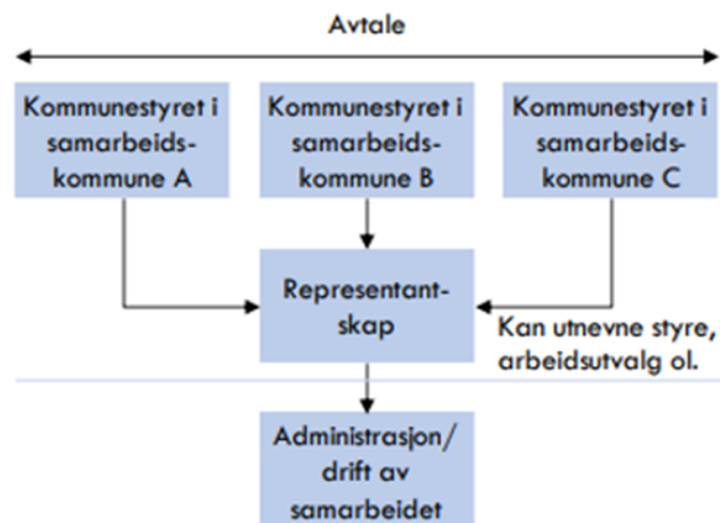 Avtale
Kommunestyret i
samarbeids-
kommune A
Kommunestyret i
samarbeids-
kommune B
Kommunestyret i
samarbeids-
kommune C
Representant-
skap
Kan utnevne styre,
arbeidsutvalg ol.
Administrasjon/
drift av
samarbeidet